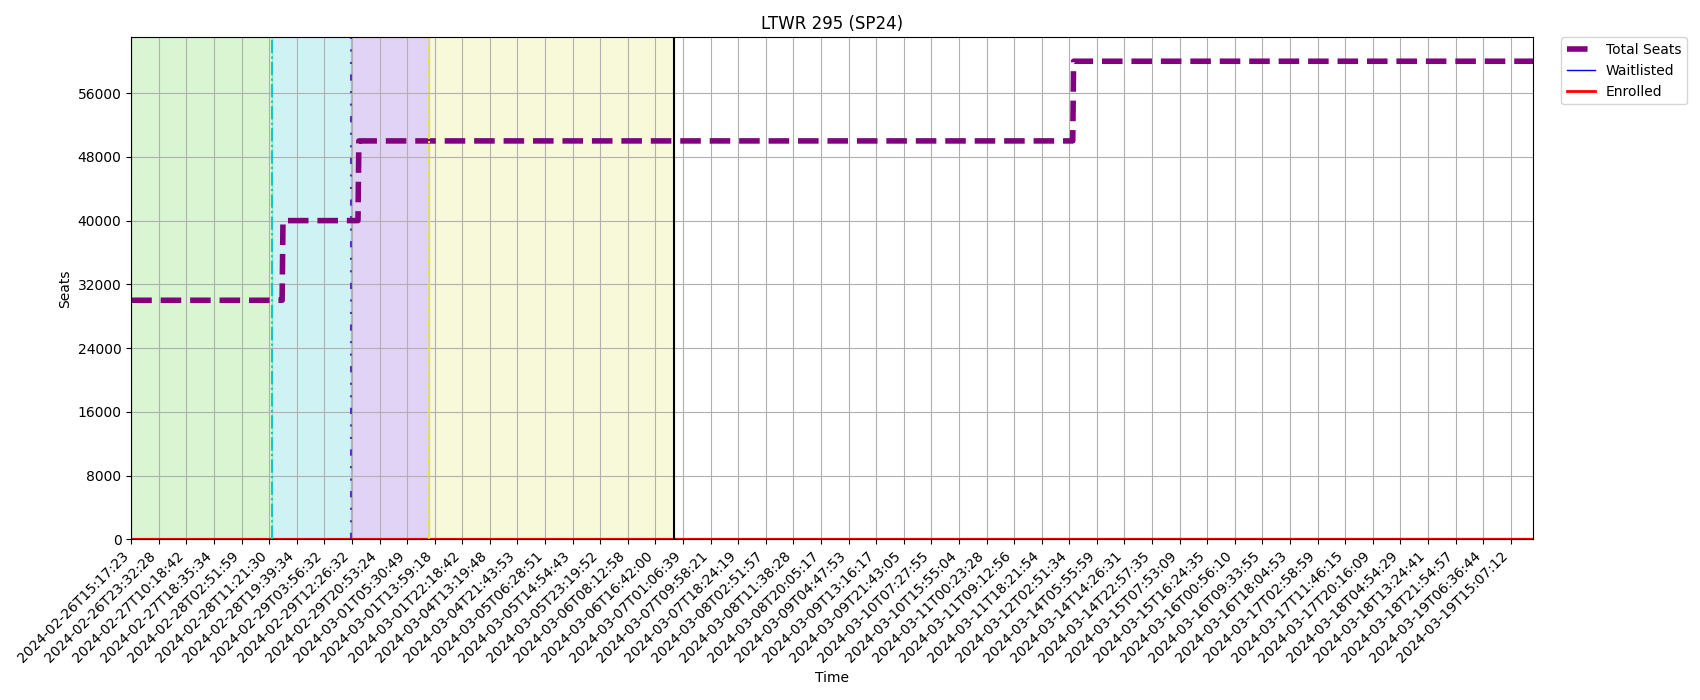 LTWR 295 (SP24)
Total Seats
Waitlisted
Enrolled
Seats
56000
48000
40000
32000
24000
16000
8000
0
2024-02-26T15:17:23
2024-02-26T23:32:28
2024-02-27T10:18:42
2024-02-27T18:35:34
2024-02-28T02:51:59
2024-02-28T11:21:30
2024-02-28T19:39:34
2024-02-29T03:56:32
2024-02-29T12:26:32
2024-02-29T20:53:24
2024-03-01T05:30:49
2024-03-01T13:59:18
2024-03-01T22:18:42
2024-03-04T13:19:48
2024-03-04T21:43:53
2024-03-05T06:28:51
2024-03-05T14:54:43
2024-03-05T23:19:52
2024-03-06T08:12:58
2024-03-06T16:42:00
2024-03-07T01:06:39
2024-03-07T09:58:21
2024-03-07T18:24:19
2024-03-08T02:51:57
2024-03-08T11:38:28
2024-03-08T20:05:17
2024-03-09T04:47:53
2024-03-09T13:16:17
2024-03-09T21:43:05
2024-03-10T07:27:55
2024-03-10T15:55:04
2024-03-11T00:23:28
2024-03-11T09:12:56
2024-03-11T18:21:54
2024-03-12T02:51:34
2024-03-14T05:55:59
2024-03-14T14:26:31
2024-03-14T22:57:35
2024-03-15T07:53:09
2024-03-15T16:24:35
2024-03-16T00:56:10
2024-03-16T09:33:55
2024-03-16T18:04:53
2024-03-17T02:58:59
2024-03-17T11:46:15
2024-03-17T20:16:09
2024-03-18T04:54:29
2024-03-18T13:24:41
2024-03-18T21:54:57
2024-03-19T06:36:44
2024-03-19T15:07:12
Time